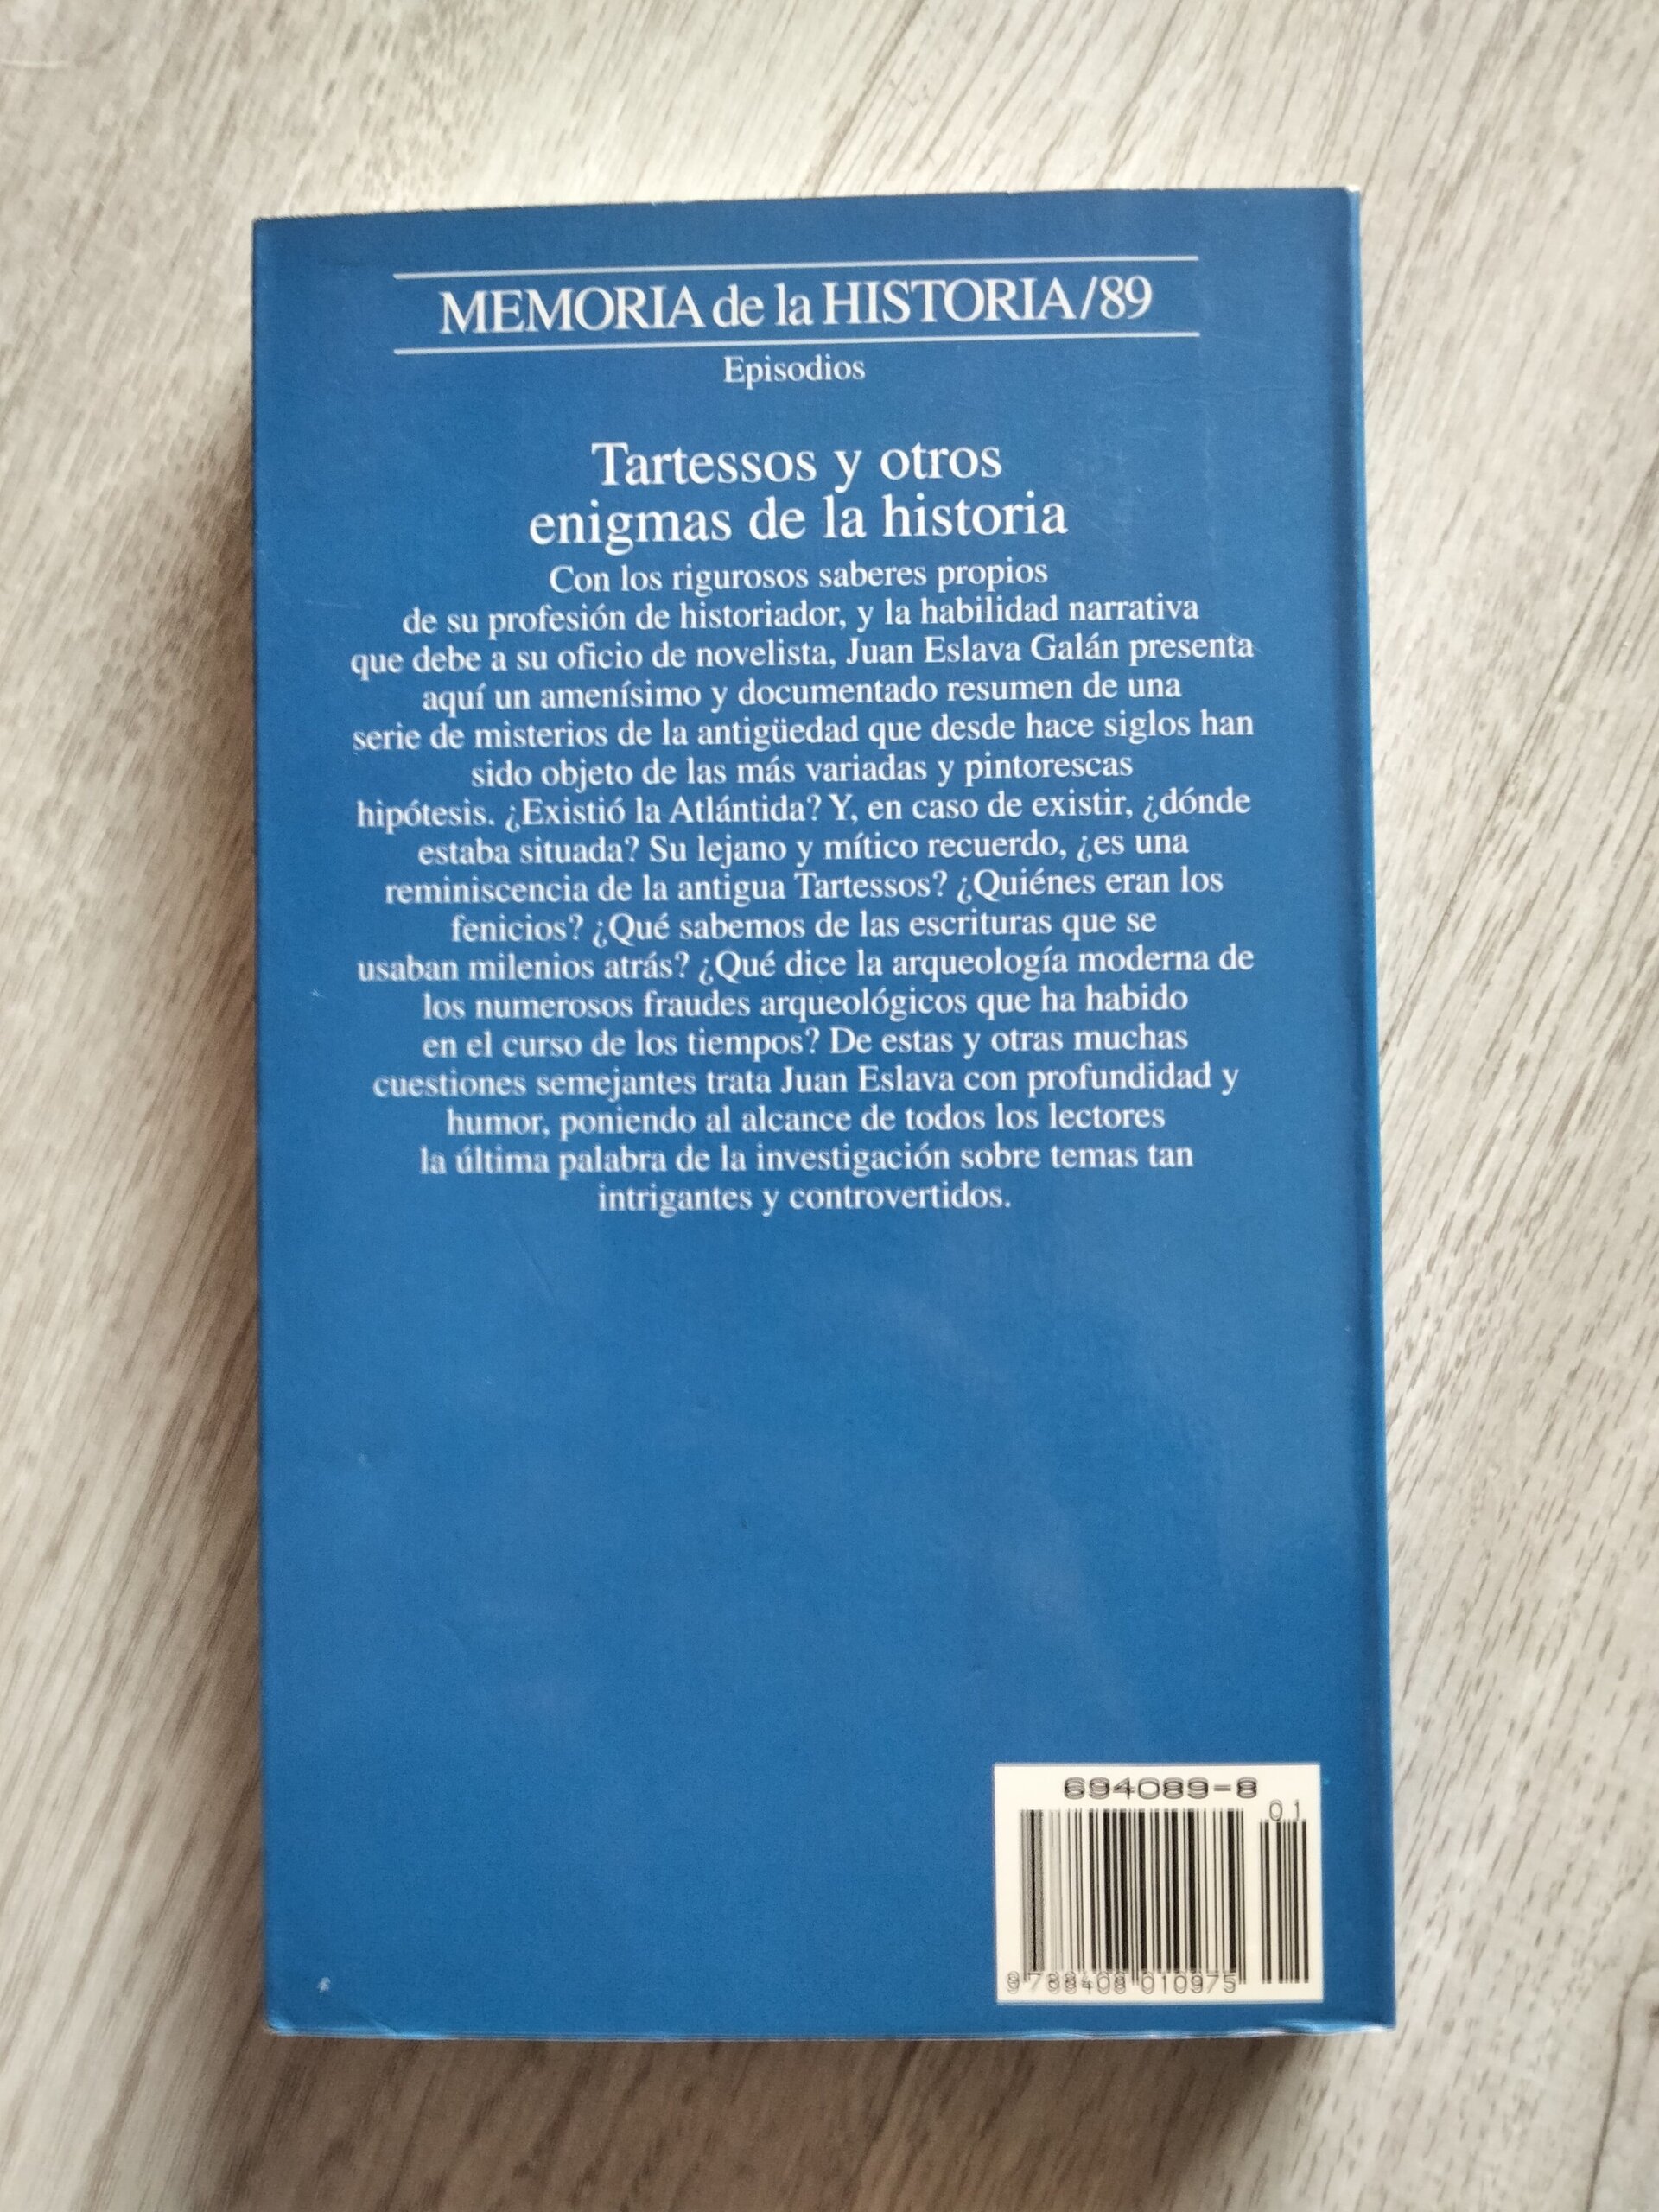 MEMORIA de la HISTORIA/89
Episodios
Tartessos y otros
enigmas de la historia
Con los rigurosos saberes propios
de su profesión de historiador, y la habilidad narrativa
que debe a su oficio de novelista, Juan Eslava Galán presenta
aquí un amenísimo y documentado resumen de una
serie de misterios de la antigüedad que desde hace siglos han
sido objeto de las más variadas y pintorescas
hipótesis. ¿Existió la Atlántida? Y, en caso de existir, ¿dónde
estaba situada? Su lejano y mítico recuerdo, ¿es una
reminiscencia de la antigua Tartessos? ¿Quiénes eran los
fenicios? ¿Qué sabemos de las escrituras que se
usaban milenios atrás? ¿Qué dice la arqueología moderna de
los numerosos fraudes arqueológicos que ha habido
en el curso de los tiempos? De estas y otras muchas
cuestiones semejantes trata Juan Eslava con profundidad y
humor, poniendo al alcance de todos los lectores
la última palabra de la investigación sobre temas tan
intrigantes y controvertidos.
694089-8
01
9 788408 010975